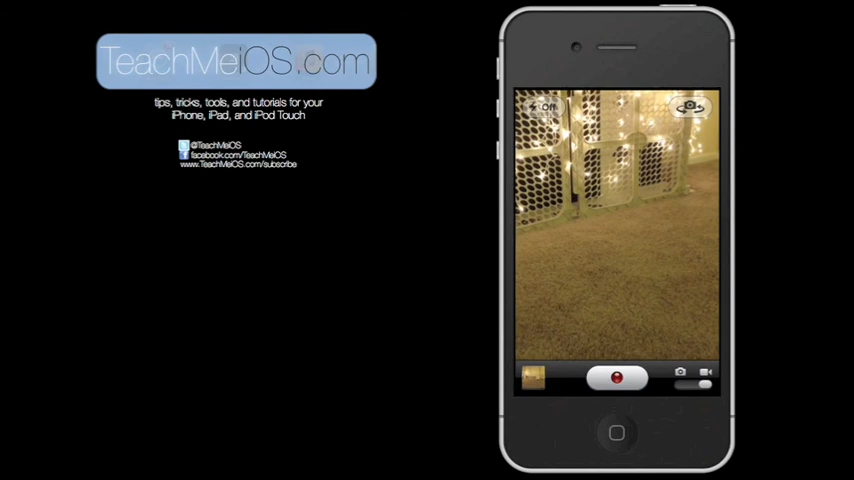 TeachMeiOS.com
tips, tricks, tools, and tutorials for your
iPhone, iPad, and iPod Touch
@TeachMeiOS
facebook.com/TeachMeiOS
www.TeachMeiOS.com/subscribe
Off